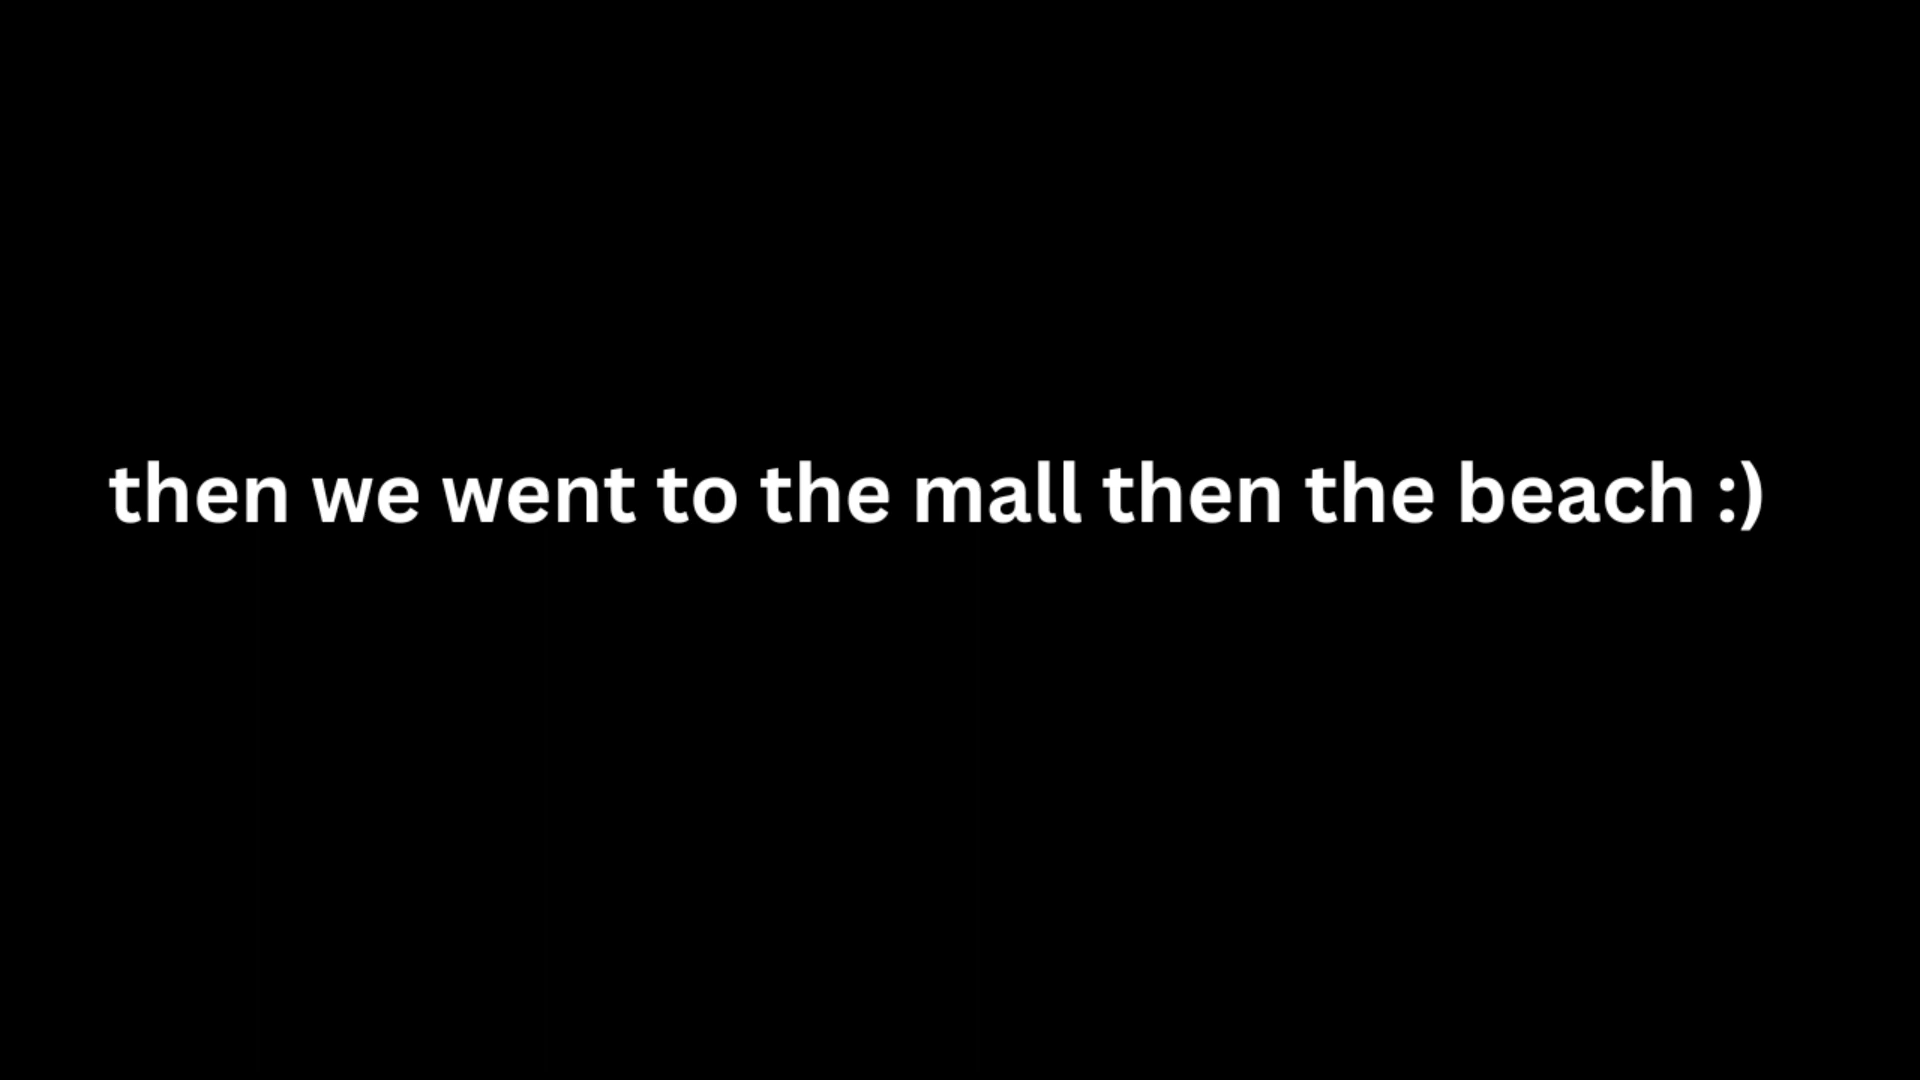 then we went to the mall then the beach :)